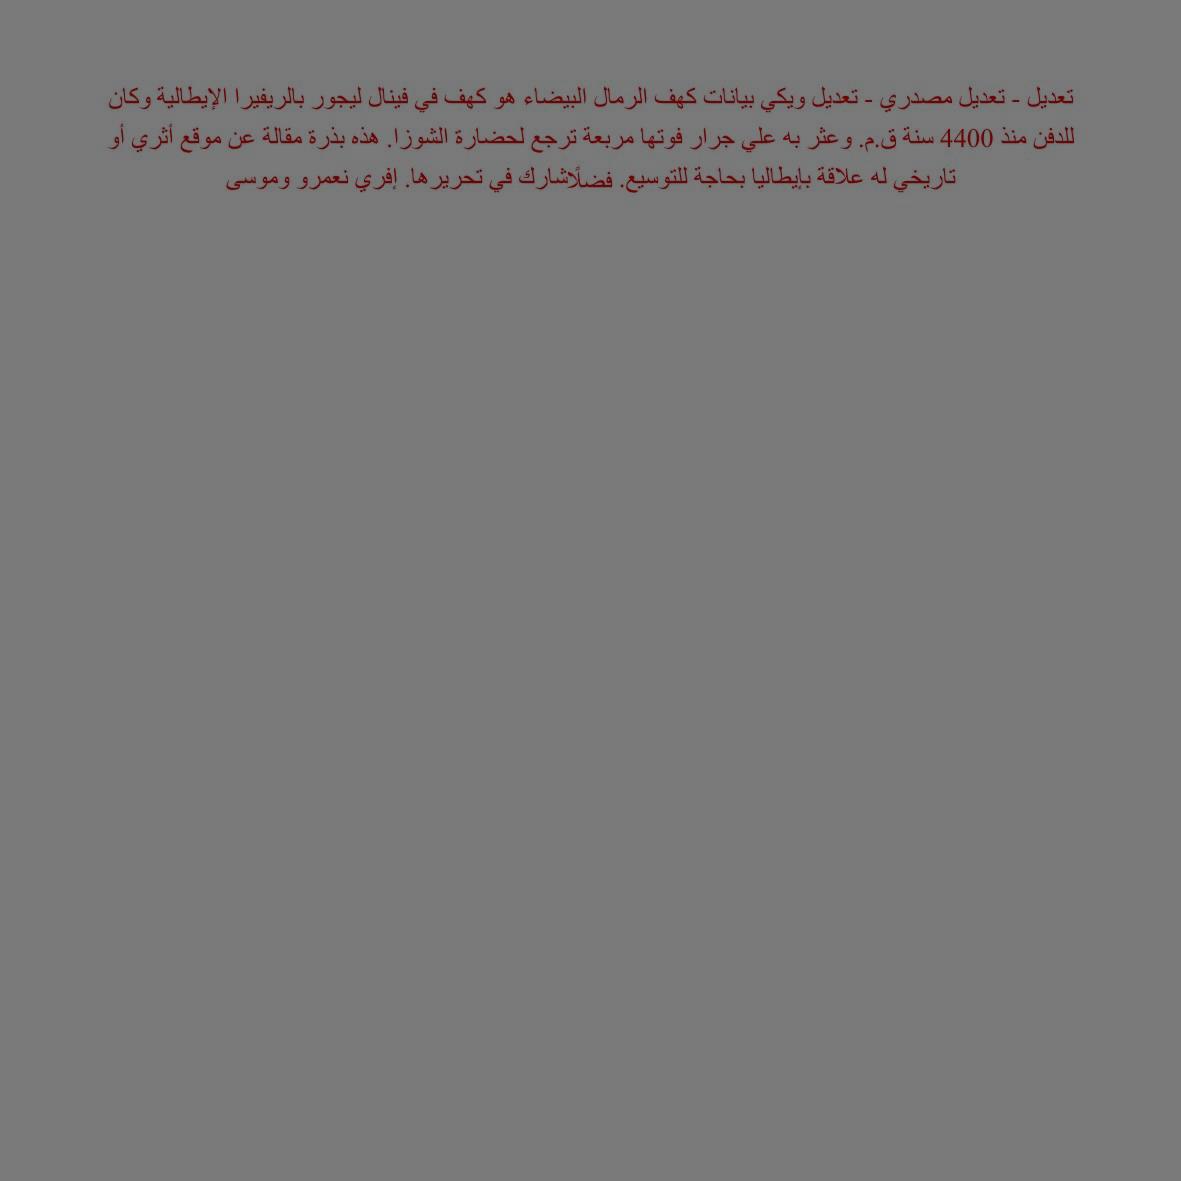 تعديل - تعديل مصدري - تعديل ويكي بيانات كهف الرمال البيضاء هو كهف في فينال ليجور بالريفيرا الإيطالية وكان
للدفن منذ 4400 سنة ق.م. وعثر به علي جرار فوتها مربعة ترجع لحضارة الشوزا. هذه بذرة مقالة عن موقع أثري أو
تاريخي له علاقة بإيطاليا بحاجة للتوسيع. فضلًاشارك في تحريرها. إفري نعمرو وموسى